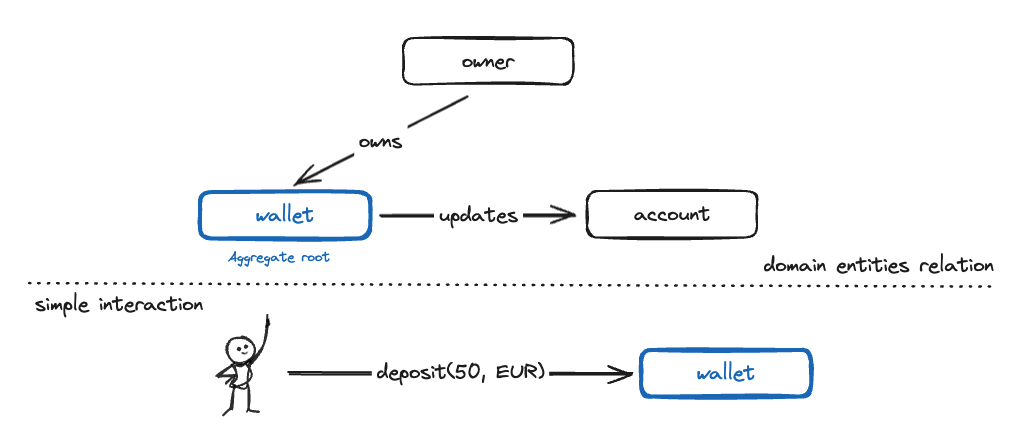 owner
owns
wallet
updates
account
Aggregate root
domain entities relation
simple interaction
deposit(50, EUR)
wallet